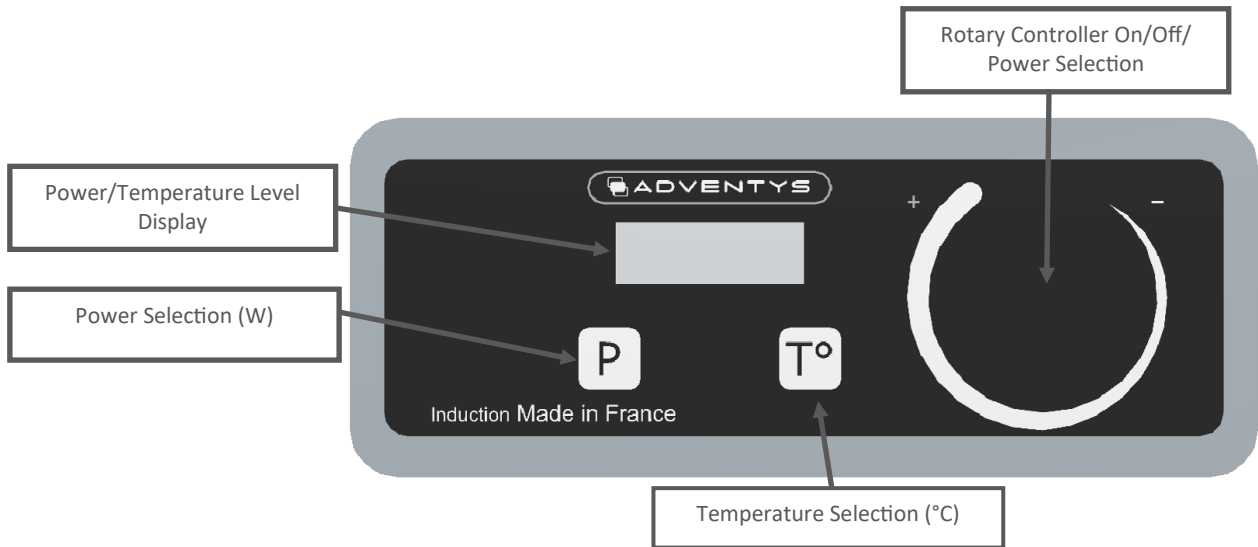 Rotary Controller On/Off/
Power Selection
Power/Temperature Level
Display
ADVENTYS
+
−
Power Selection (W)
P
T°
Induction Made in France
Temperature Selection (°C)